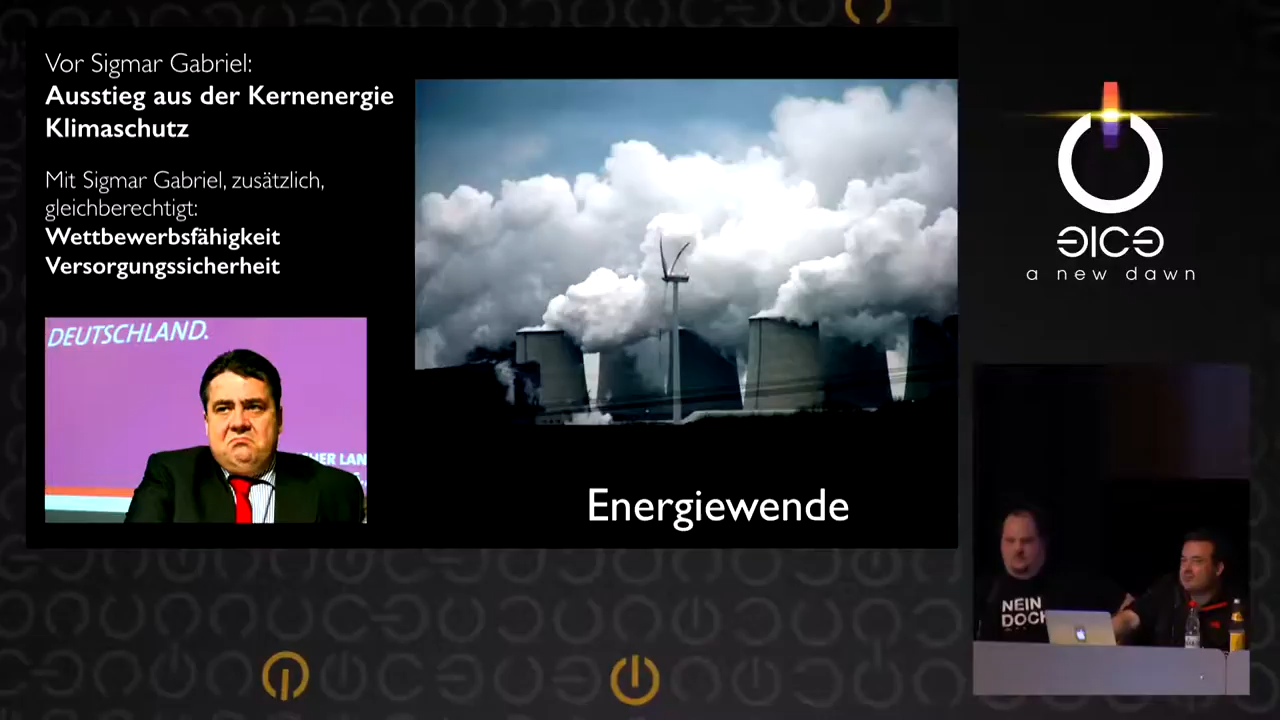 Vor Sigmar Gabriel:
Ausstieg aus der Kernenergie
Klimaschutz
Mit Sigmar Gabriel, zusätzlich,
gleichberechtigt:
Wettbewerbsfähigkeit
Versorgungssicherheit
DEUTSCHLAND.
Energiewende
a new dawn
NEIN
DOCH